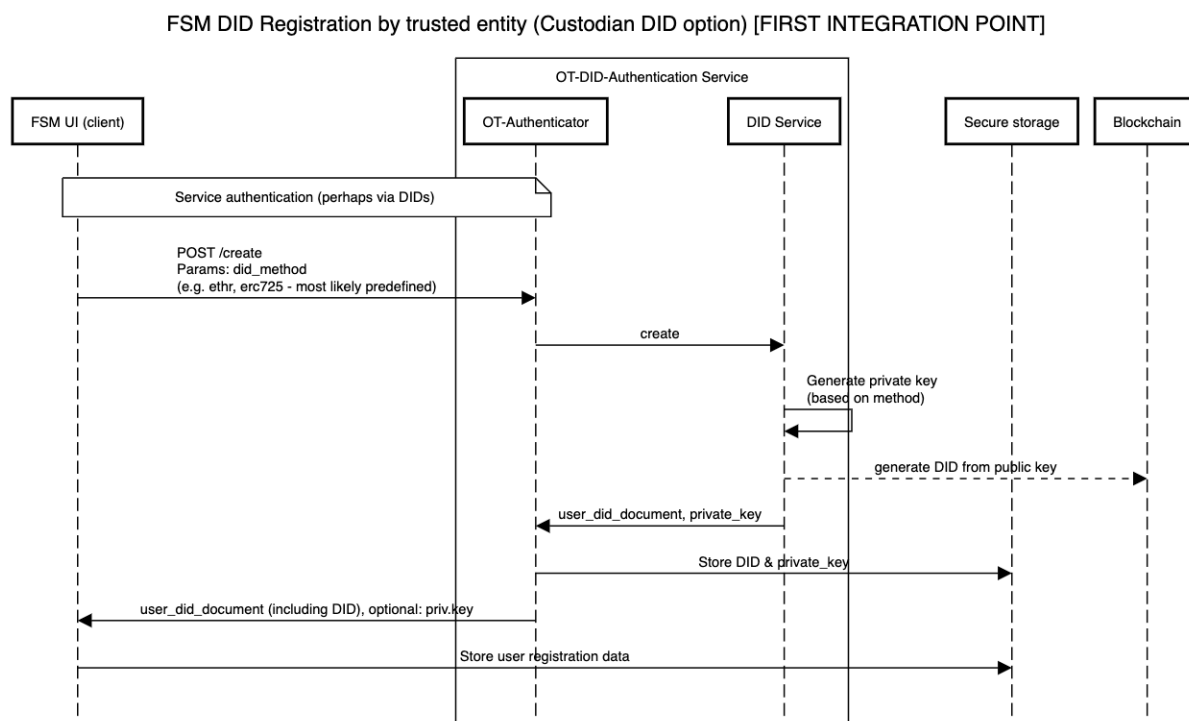 FSM DID Registration by trusted entity (Custodian DID option) [FIRST INTEGRATION POINT]
OT-DID-Authentication Service
FSM UI (client)
OT-Authenticator
DID Service
Secure storage
Blockchain
Service authentication (perhaps via DIDs)
POST /create
Params: did_method
(e.g. ethr, erc725 - most likely predefined)
create
Generate private key
(based on method)
generate DID from public key
user_did_document, private_key
Store DID & private_key
user_did_document (including DID), optional: priv.key
Store user registration data